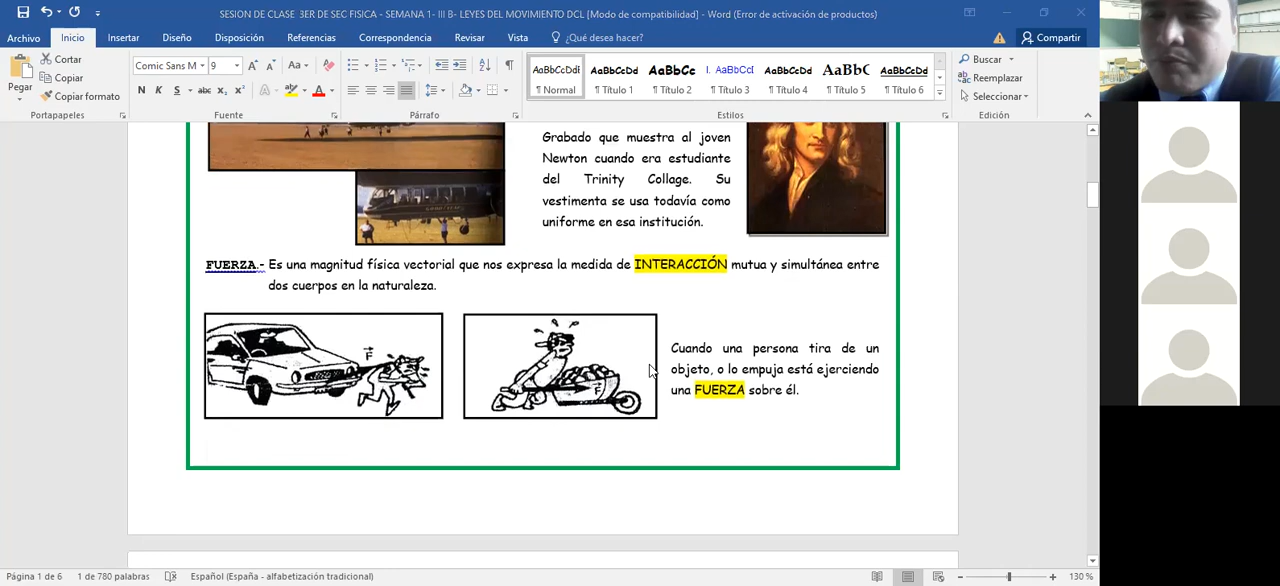 SESION DE CLASE 3ER DE SEC FISICA - SEMANA 1- III B- LEYES DEL MOVIMIENTO DCL [Modo de compatibilidad] - Word (Error de activación de productos)
Archivo Inicio Insertar Diseño Disposición Referencias Correspondencia Revisar Vista ¿Qué desea hacer? Compartir
Pegar
Cortar
Copiar
Copiar formato
Portapapeles
Comic Sans M 9
N K S abc x₂ x²
Fuente
Párrafo
AaBbCcDdE AaBbCcDd AaBbCc I. AaBbCcI AaBbCcDd AaBbC AaBbCcDd
¶ Normal ¶ Título 1 ¶ Título 2 ¶ Título 3 ¶ Título 4 ¶ Título 5 ¶ Título 6
Estilos
Buscar
Reemplazar
Seleccionar
Edición
Grabado que muestra al joven
Newton cuando era estudiante
del Trinity Collage. Su
vestimenta se usa todavía como
uniforme en esa institución.
FUERZA.- Es una magnitud física vectorial que nos expresa la medida de INTERACCIÓN mutua y simultánea entre
dos cuerpos en la naturaleza.
F
F
Cuando una persona tira de un
objeto, o lo empuja está ejerciendo
una FUERZA sobre él.
Página 1 de 6 1 de 780 palabras Español (España - alfabetización tradicional) 130 %